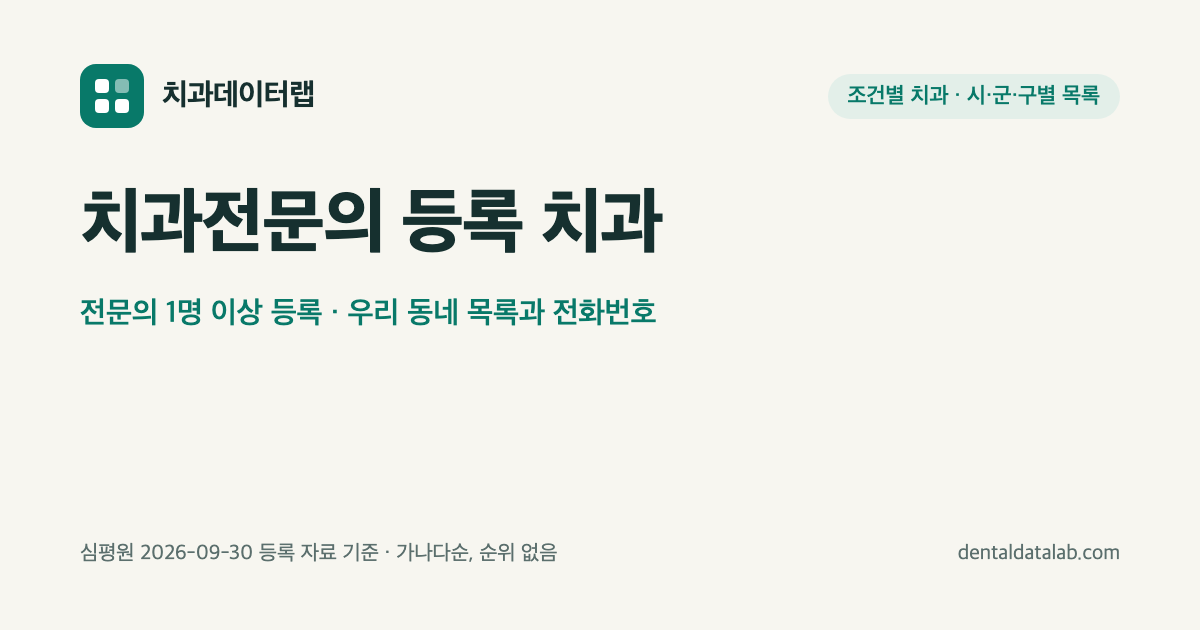 치과데이터랩
조건별 치과 · 시·군·구별 목록
치과전문의 등록 치과
전문의 1명 이상 등록 · 우리 동네 목록과 전화번호
심평원 2026-09-30 등록 자료 기준 · 가나다순, 순위 없음
dentaldatalab.com